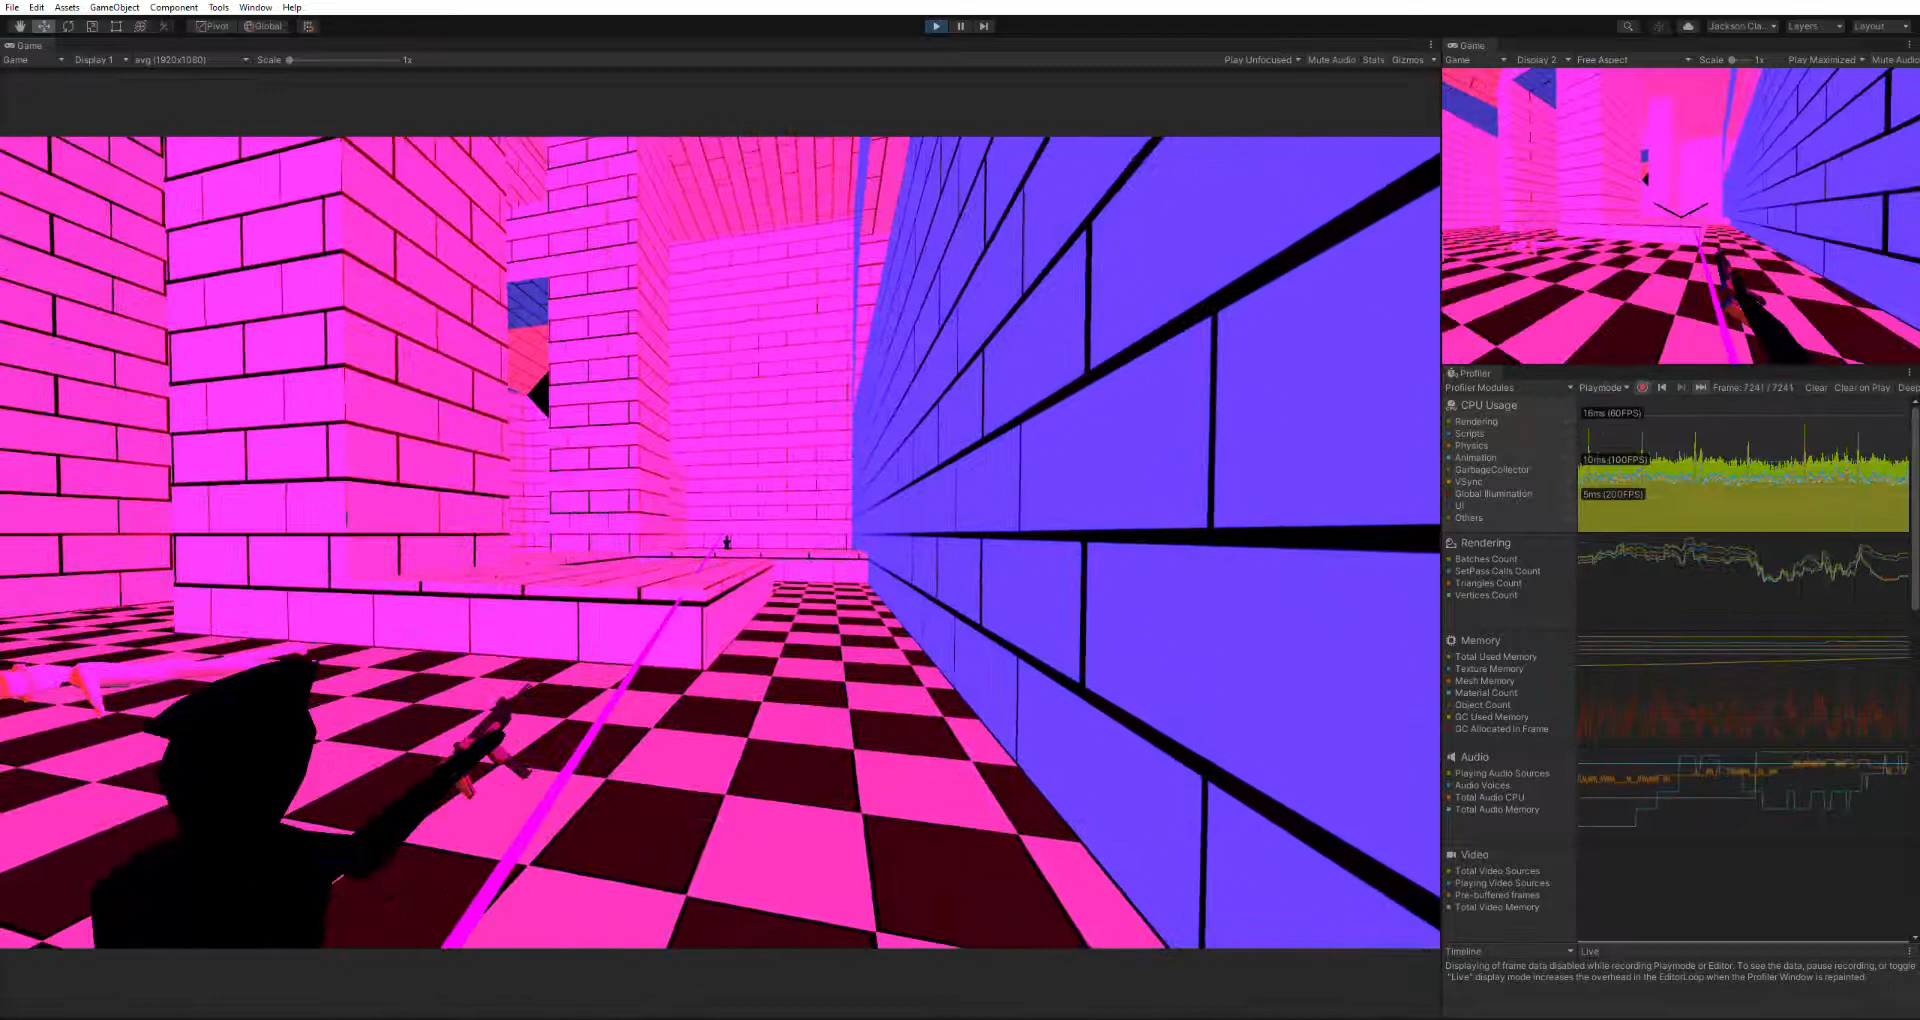 File Edit Assets GameObject Component Tools Window Help
Pivot Global Jackson Cla... Layers Layout
Game
Game Display 1 avg (1920x1080) Scale 1x Play Unfocused Mute Audio Stats Gizmos
Game
Game Display 2 Free Aspect Scale 1x Play Maximized Mute Audio
Profiler
Profiler Modules Playmode Frame: 7241 / 7241 Clear Clear on Play Deep
CPU Usage
Rendering
Scripts
Physics
Animation
GarbageCollector
VSync
Global Illumination
UI
Others
16ms (60FPS)
10ms (100FPS)
5ms (200FPS)
Rendering
Batches Count
SetPass Calls Count
Triangles Count
Vertices Count
Memory
Total Used Memory
Texture Memory
Mesh Memory
Material Count
Object Count
GC Used Memory
GC Allocated In Frame
Audio
Playing Audio Sources
Audio Voices
Total Audio CPU
Total Audio Memory
Video
Total Video Sources
Playing Video Sources
Pre-buffered frames
Total Video Memory
Timeline Live
Displaying of frame data disabled while recording Playmode or Editor. To see the data, pause recording, or toggle
"Live" display mode increases the overhead in the EditorLoop when the Profiler Window is repainted.